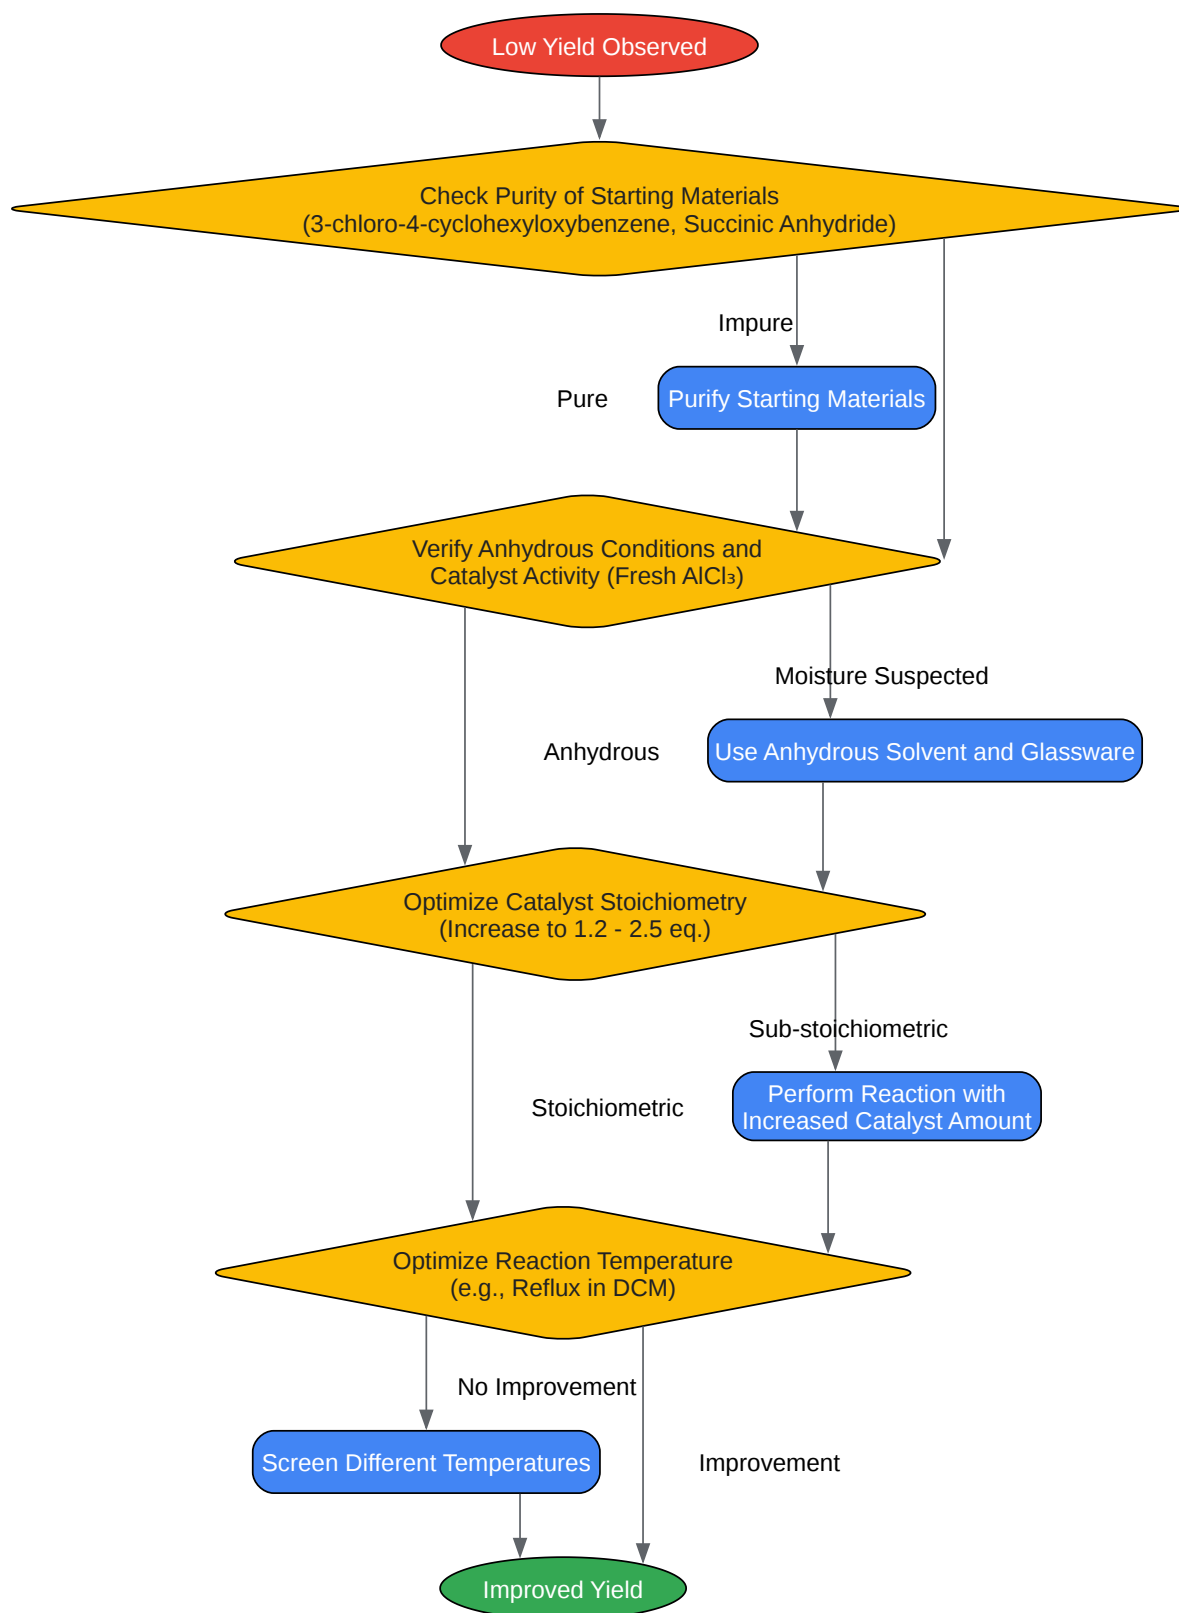 Low Yield Observed
Check Purity of Starting Materials
(3-chloro-4-cyclohexyloxybenzene, Succinic Anhydride)
Impure
Pure
Purify Starting Materials
Verify Anhydrous Conditions and
Catalyst Activity (Fresh AlCl₃)
Moisture Suspected
Anhydrous
Use Anhydrous Solvent and Glassware
Optimize Catalyst Stoichiometry
(Increase to 1.2 - 2.5 eq.)
Sub-stoichiometric
Stoichiometric
Perform Reaction with
Increased Catalyst Amount
Optimize Reaction Temperature
(e.g., Reflux in DCM)
No Improvement
Screen Different Temperatures
Improvement
Improved Yield